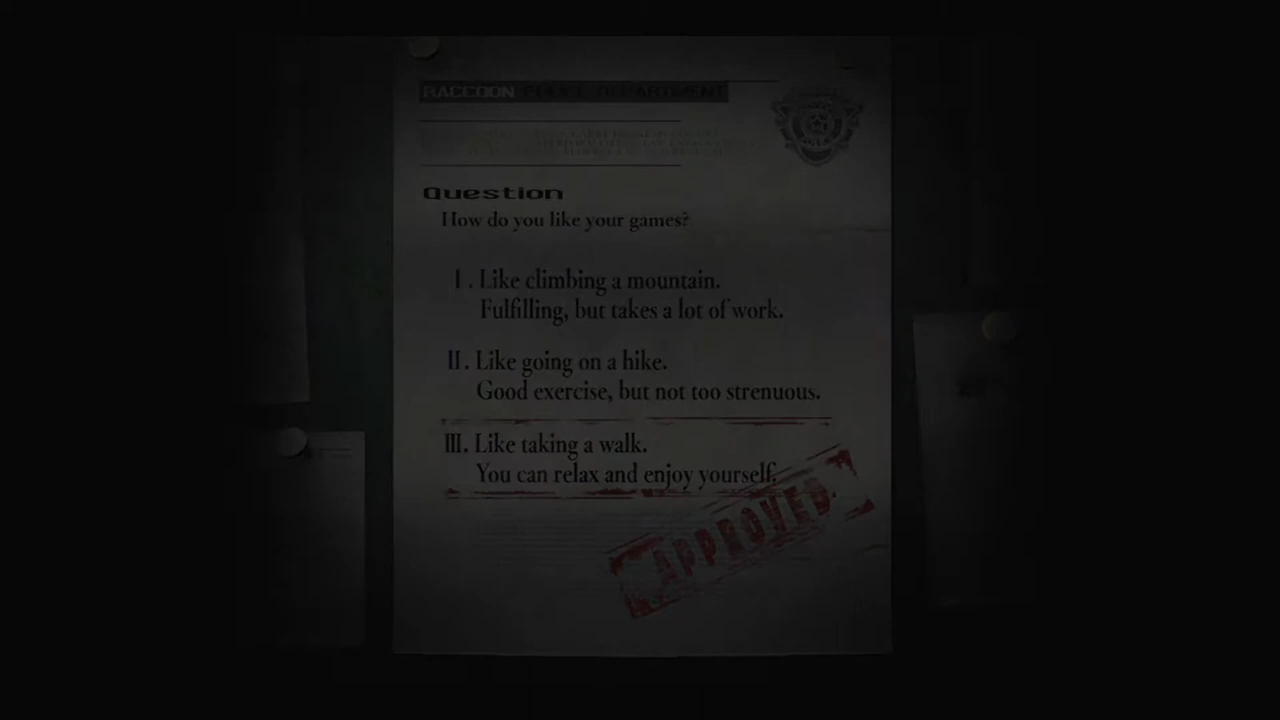 RACCOON POLICE DEPARTMENT
Question
How do you like your games?
I. Like climbing a mountain.
Fulfilling, but takes a lot of work.
II. Like going on a hike.
Good exercise, but not too strenuous.
III. Like taking a walk.
You can relax and enjoy yourself.
APPROVED